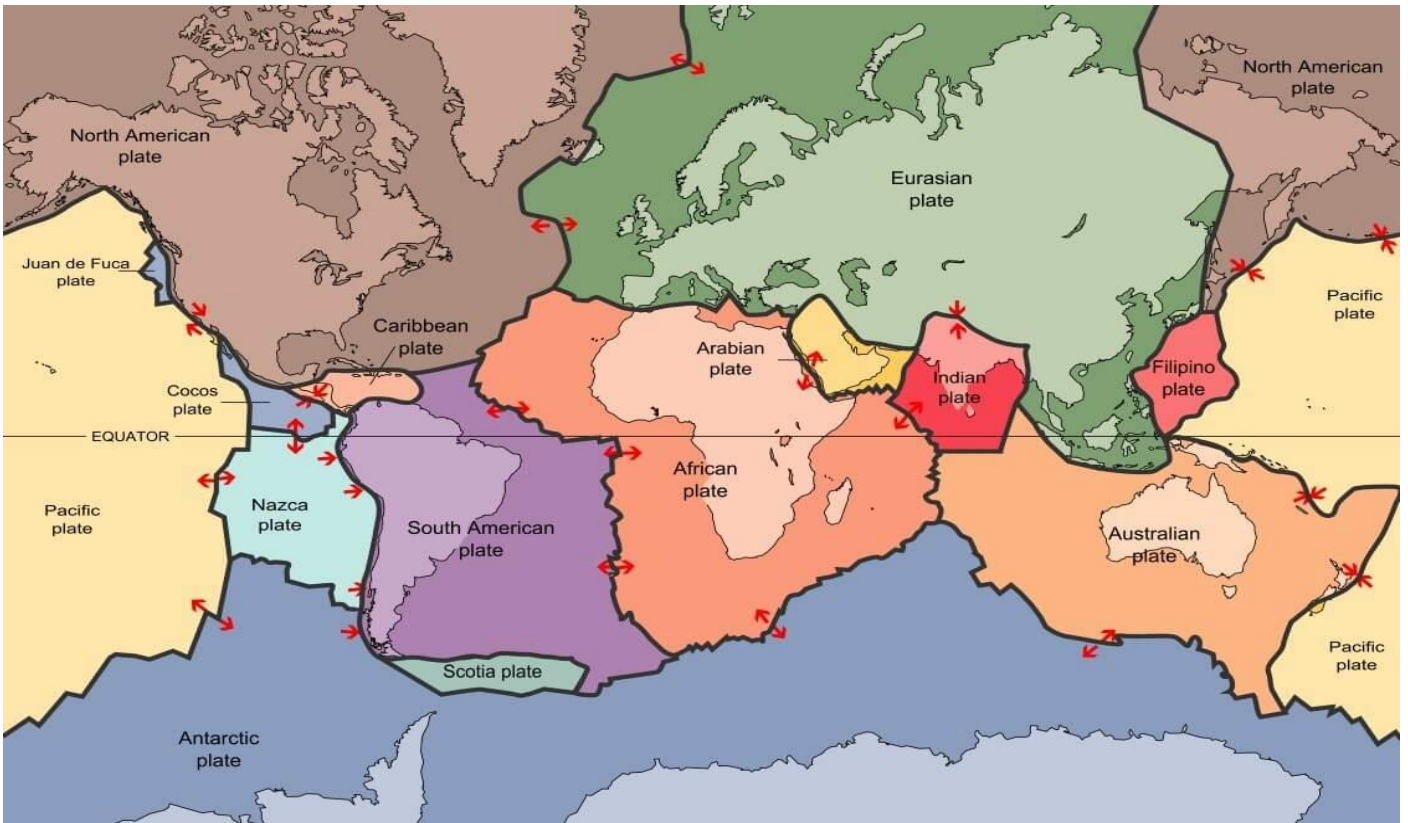 North American
plate
North American
plate
Eurasian
plate
Juan de Fuca
plate
Pacific
plate
Caribbean
plate
Arabian
plate
Indian
plate
Filipino
plate
Cocos
plate
EQUATOR
African
plate
Nazca
plate
Pacific
plate
South American
plate
Australian
plate
Scotia plate
Pacific
plate
Antarctic
plate